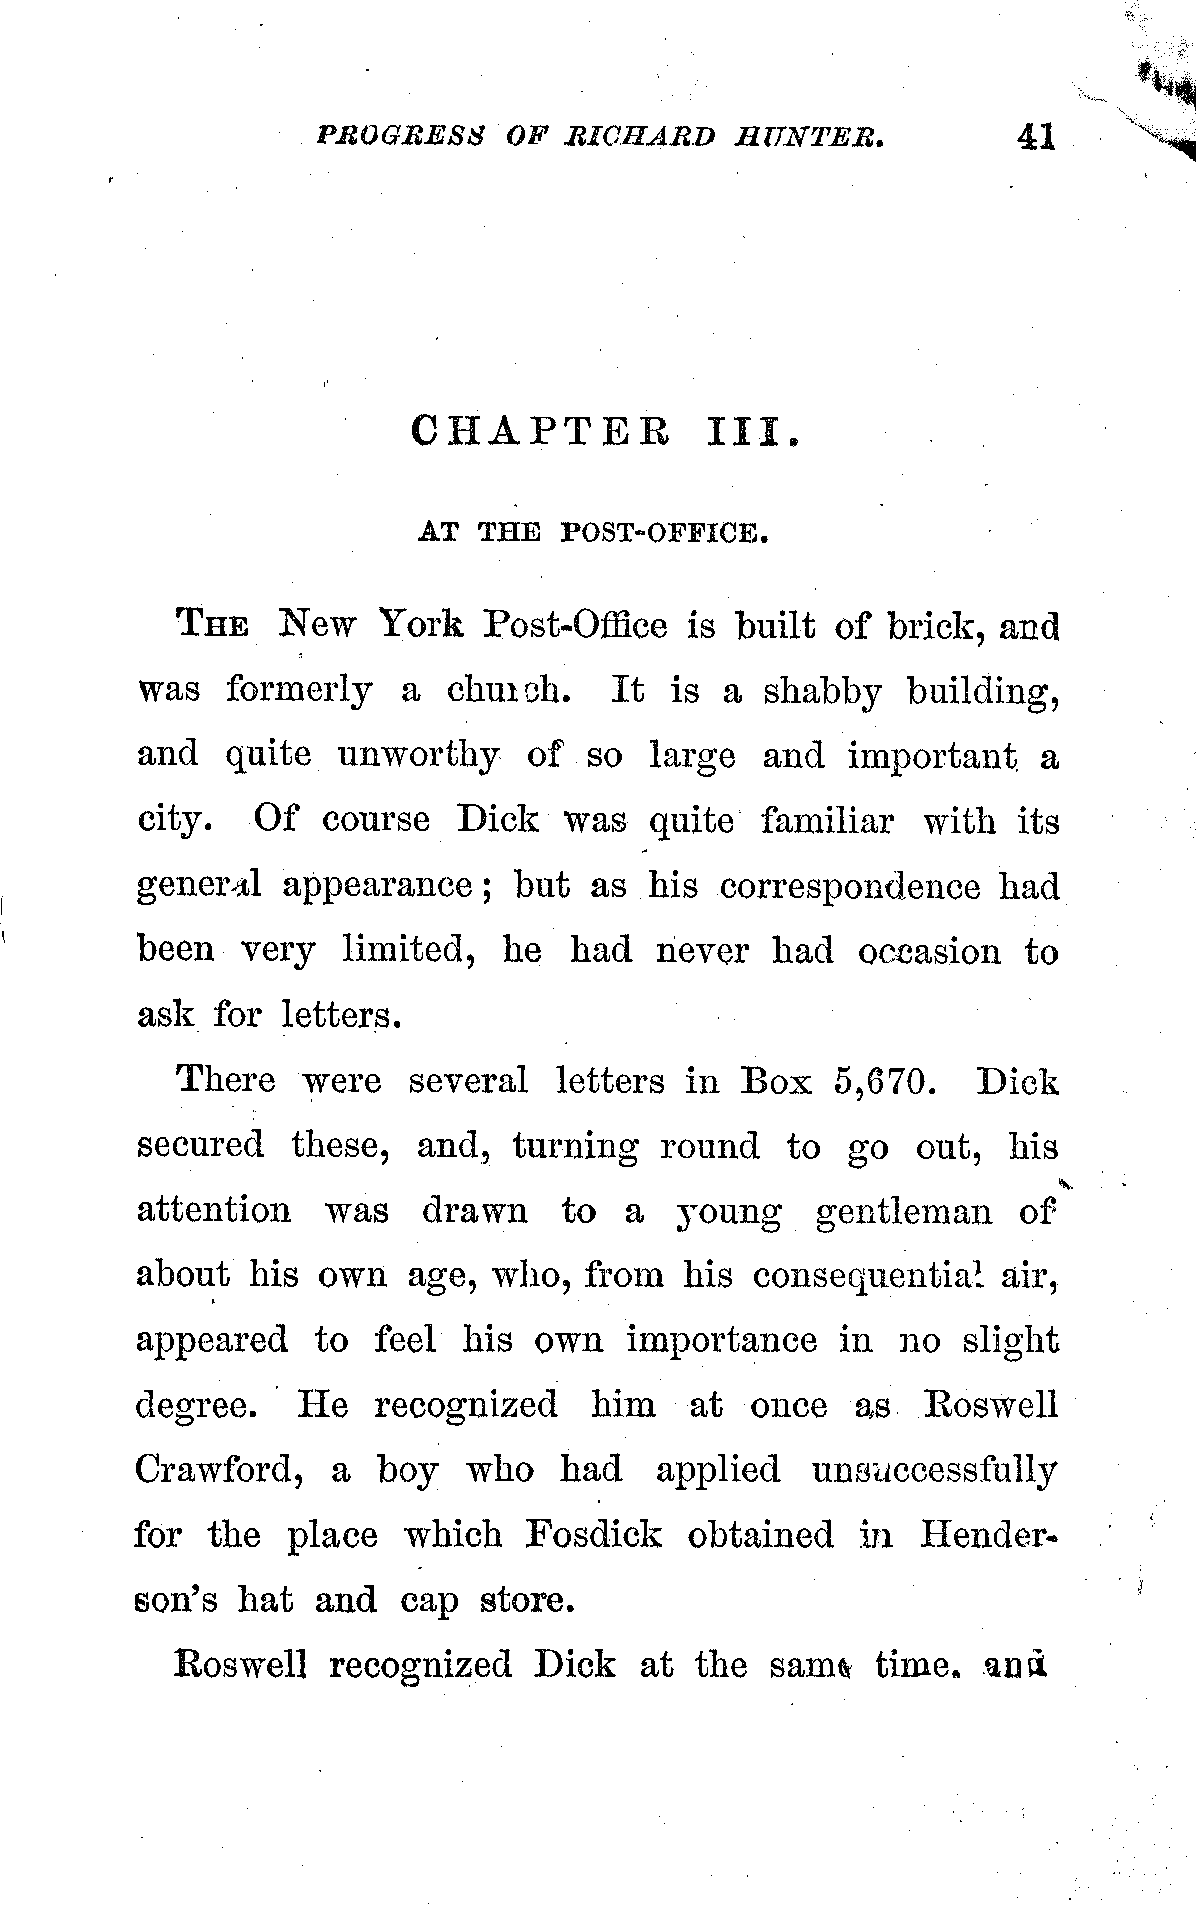 PROGRESS OF RICHARD HUNTER. 41
CHAPTER III.
AT THE POST-OFFICE.
THE New York Post-Office is built of brick, and
was formerly a church. It is a shabby building,
and quite unworthy of so large and important a
city. Of course Dick was quite familiar with its
general appearance; but as his correspondence had
been very limited, he had never had occasion to
ask for letters.
There were several letters in Box 5,670. Dick
secured these, and, turning round to go out, his
attention was drawn to a young gentleman of
about his own age, who, from his consequential air,
appeared to feel his own importance in no slight
degree. He recognized him at once as Roswell
Crawford, a boy who had applied unsuccessfully
for the place which Fosdick obtained in Hender-
son's hat and cap store.
Roswell recognized Dick at the same time. and